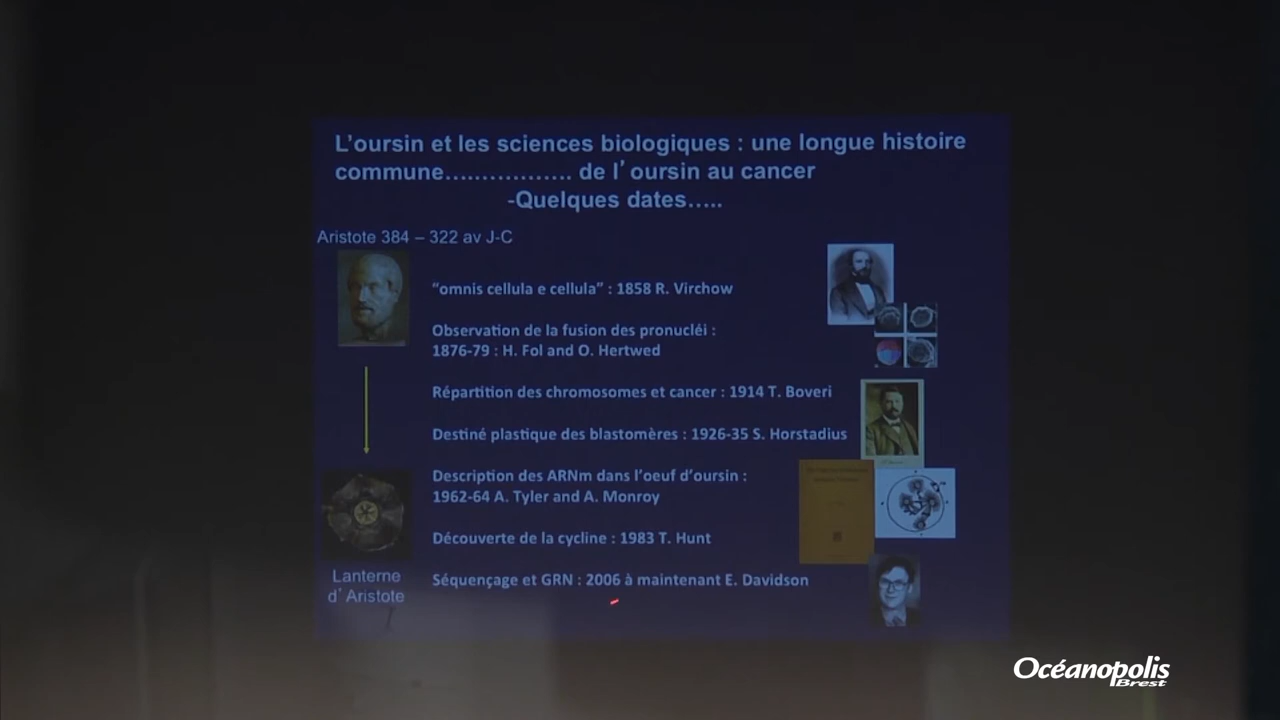 L'oursin et les sciences biologiques : une longue histoire
commune……………. de l' oursin au cancer
-Quelques dates…..
Aristote 384 – 322 av J-C
"omnis cellula e cellula" : 1858 R. Virchow
Observation de la fusion des pronucléi :
1876-79 : H. Fol and O. Hertwed
Répartition des chromosomes et cancer : 1914 T. Boveri
Destiné plastique des blastomères : 1926-35 S. Horstadius
Description des ARNm dans l'oeuf d'oursin :
1962-64 A. Tyler and A. Monroy
Découverte de la cycline : 1983 T. Hunt
Séquençage et GRN : 2006 à maintenant E. Davidson
Lanterne
d' Aristote
Océanopolis
Brest